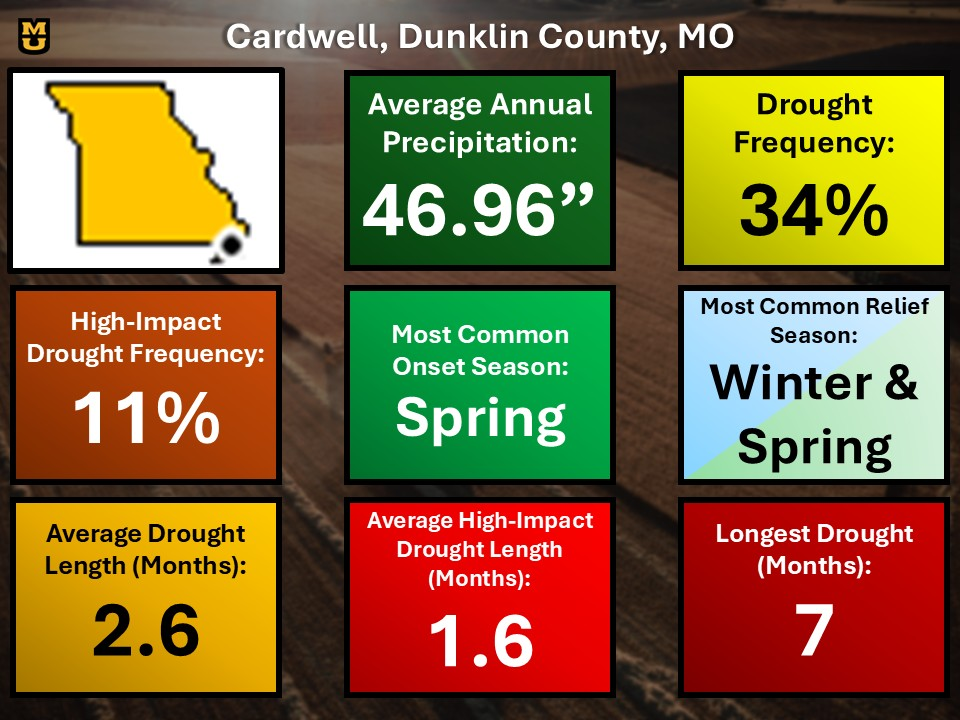 MU
Cardwell, Dunklin County, MO
Average Annual
Precipitation:
46.96”
Drought
Frequency:
34%
High-Impact
Drought Frequency:
11%
Most Common
Onset Season:
Spring
Most Common Relief
Season:
Winter &
Spring
Average Drought
Length (Months):
2.6
Average High-Impact
Drought Length
(Months):
1.6
Longest Drought
(Months):
7